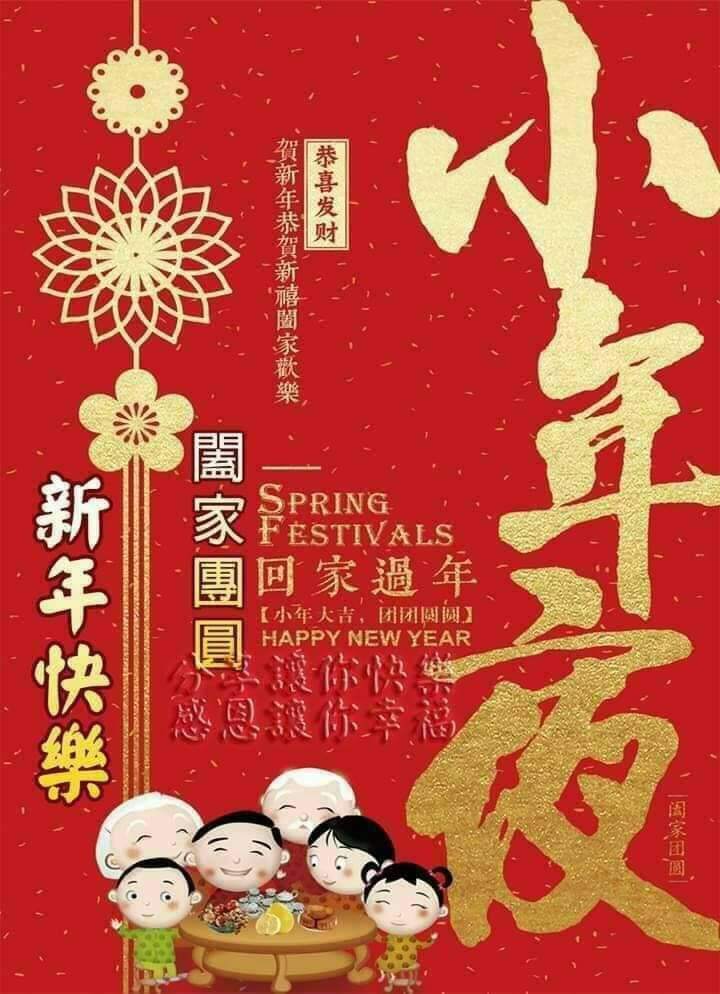 小年夜
恭喜发财
賀新年恭賀新禧闔家歡樂
闔家團圓
新年快樂
SPRING
FESTIVALS
回家過年
【小年大吉，团团圆圆】
HAPPY NEW YEAR
分享讓你快樂
感恩讓你幸福
阖家团圆